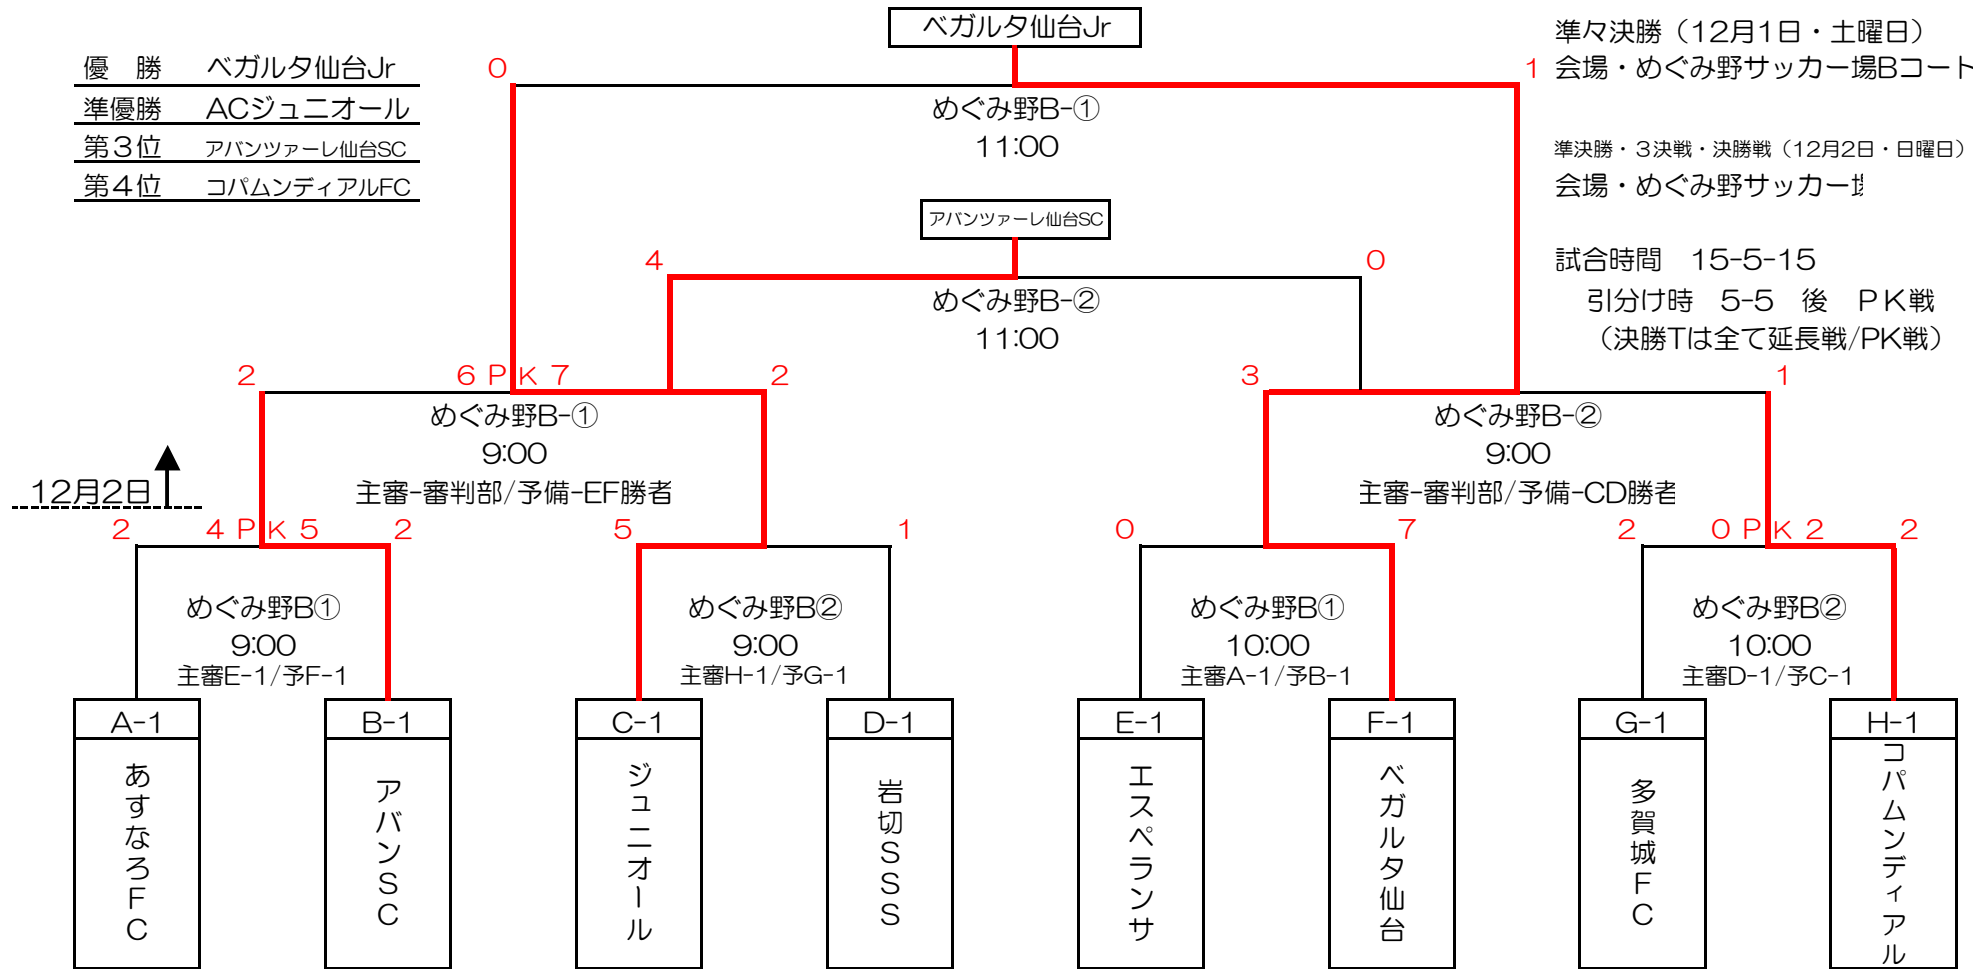 ベガルタ仙台Jr
優　勝　ベガルタ仙台Jr
準優勝　ACジュニオール
第３位　アバンツァーレ仙台SC
第４位　コパムンディアルFC
準々決勝（12月1日・土曜日）
会場・めぐみ野サッカー場Bコート
準決勝・３決戦・決勝戦（12月2日・日曜日）
会場・めぐみ野サッカー
試合時間　15-5-15
引分け時　5-5　後　ＰＫ戦
（決勝Tは全て延長戦/PK戦）
0　1
めぐみ野B-①
11:00
アバンツァーレ仙台SC
4　0
めぐみ野B-②
11:00
2　6 P K 7　2
めぐみ野B-①
9:00
主審-審判部/予備-EF勝者
3　1
めぐみ野B-②
9:00
主審-審判部/予備-CD勝者
12月2日
2　4 P K 5　2
5　1
0　7
2　0 P K 2　2
めぐみ野B①
9:00
主審E-1/予F-1
めぐみ野B②
9:00
主審H-1/予G-1
めぐみ野B①
10:00
主審A-1/予B-1
めぐみ野B②
10:00
主審D-1/予C-1
A-1
あすなろFC
B-1
アバンSC
C-1
ジュニオール
D-1
岩切SSS
E-1
エスペランサ
F-1
ベガルタ仙台
G-1
多賀城FC
H-1
コパムンディアル